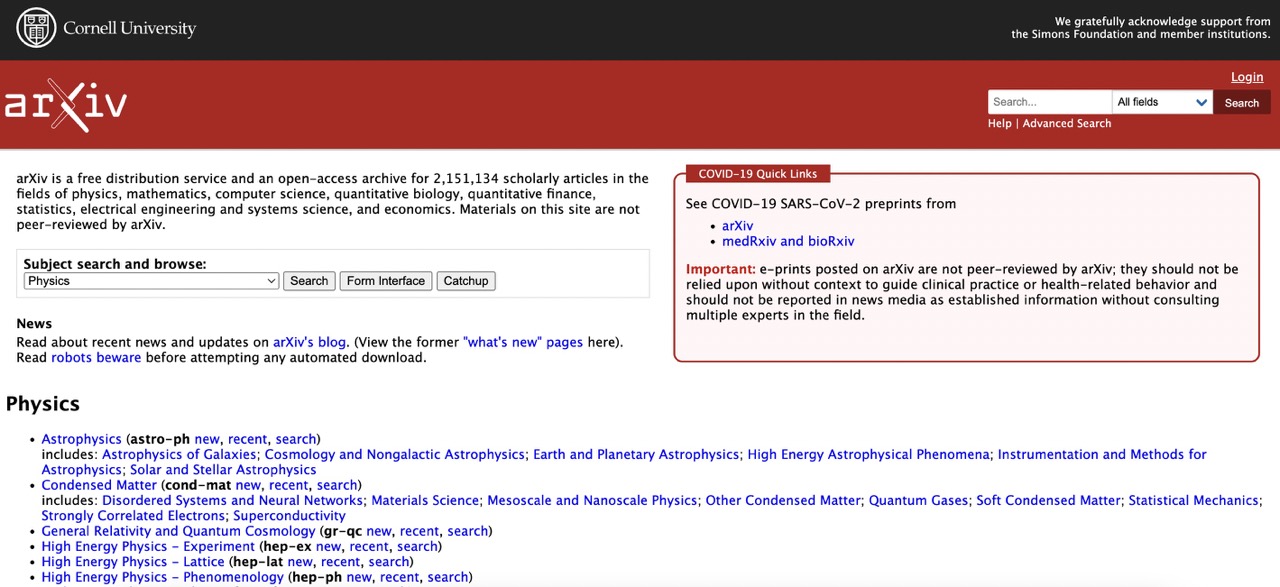 Cornell University
We gratefully acknowledge support from
the Simons Foundation and member institutions.
arXiv
Login
Search...
All fields
Search
Help | Advanced Search
arXiv is a free distribution service and an open-access archive for 2,151,134 scholarly articles in the
fields of physics, mathematics, computer science, quantitative biology, quantitative finance,
statistics, electrical engineering and systems science, and economics. Materials on this site are not
peer-reviewed by arXiv.
Subject search and browse:
Physics Search Form Interface Catchup
News
Read about recent news and updates on arXiv's blog. (View the former "what's new" pages here).
Read robots beware before attempting any automated download.
COVID-19 Quick Links
See COVID-19 SARS-CoV-2 preprints from
• arXiv
• medRxiv and bioRxiv
Important: e-prints posted on arXiv are not peer-reviewed by arXiv; they should not be
relied upon without context to guide clinical practice or health-related behavior and
should not be reported in news media as established information without consulting
multiple experts in the field.
Physics
• Astrophysics (astro-ph new, recent, search)
includes: Astrophysics of Galaxies; Cosmology and Nongalactic Astrophysics; Earth and Planetary Astrophysics; High Energy Astrophysical Phenomena; Instrumentation and Methods for
Astrophysics; Solar and Stellar Astrophysics
• Condensed Matter (cond-mat new, recent, search)
includes: Disordered Systems and Neural Networks; Materials Science; Mesoscale and Nanoscale Physics; Other Condensed Matter; Quantum Gases; Soft Condensed Matter; Statistical Mechanics;
Strongly Correlated Electrons; Superconductivity
• General Relativity and Quantum Cosmology (gr-qc new, recent, search)
• High Energy Physics - Experiment (hep-ex new, recent, search)
• High Energy Physics - Lattice (hep-lat new, recent, search)
• High Energy Physics - Phenomenology (hep-ph new, recent, search)